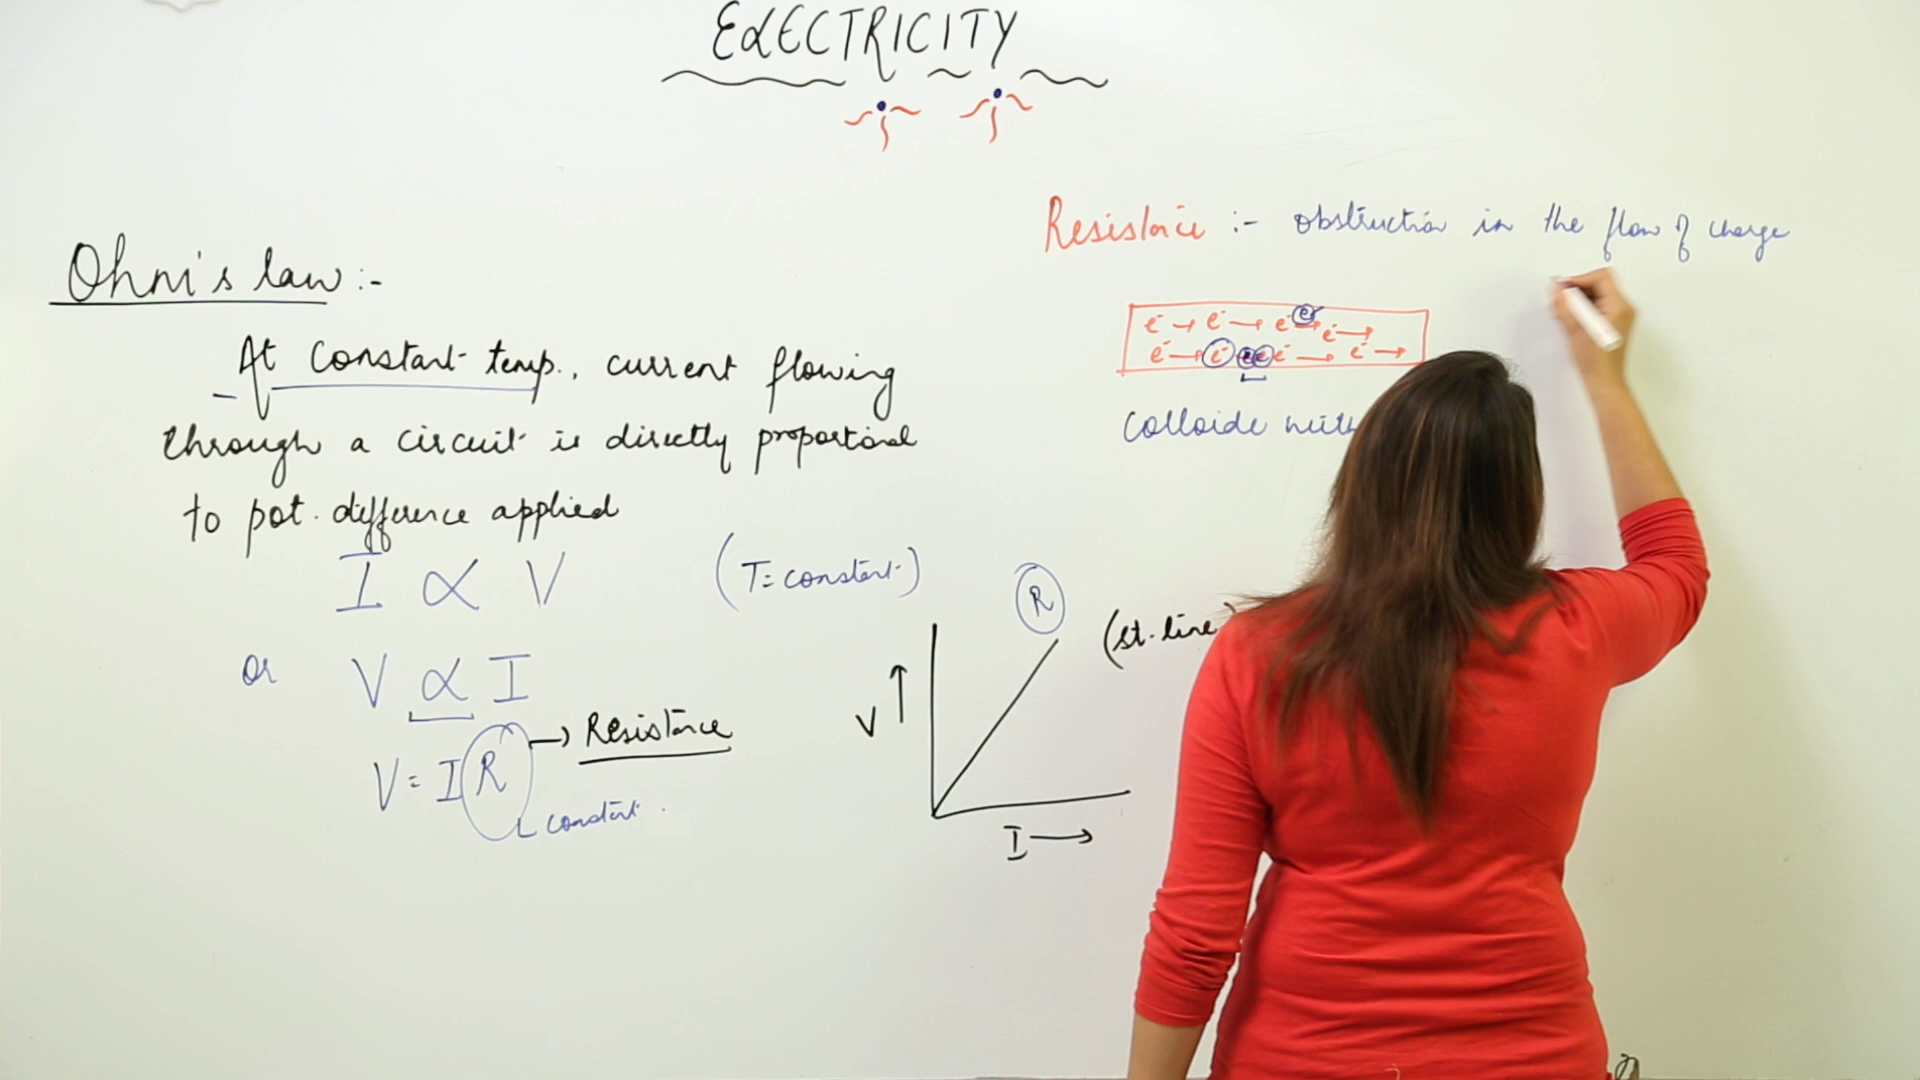 ELECTRICITY
Ohm's law :-
At constant temp., current flowing
through a circuit is directly proportional
to pot. difference applied
I ∝ V (T = constant)
or V ∝ I
V = I R → Resistance
constant.
R
(st. line)
V ↑
I →
Resistance :- obstruction in the flow of charge
e⁻ → e⁻ → e⁻ e → e⁻ →
e⁻ → e⁻ e e e⁻ → e⁻ →
Colloide with